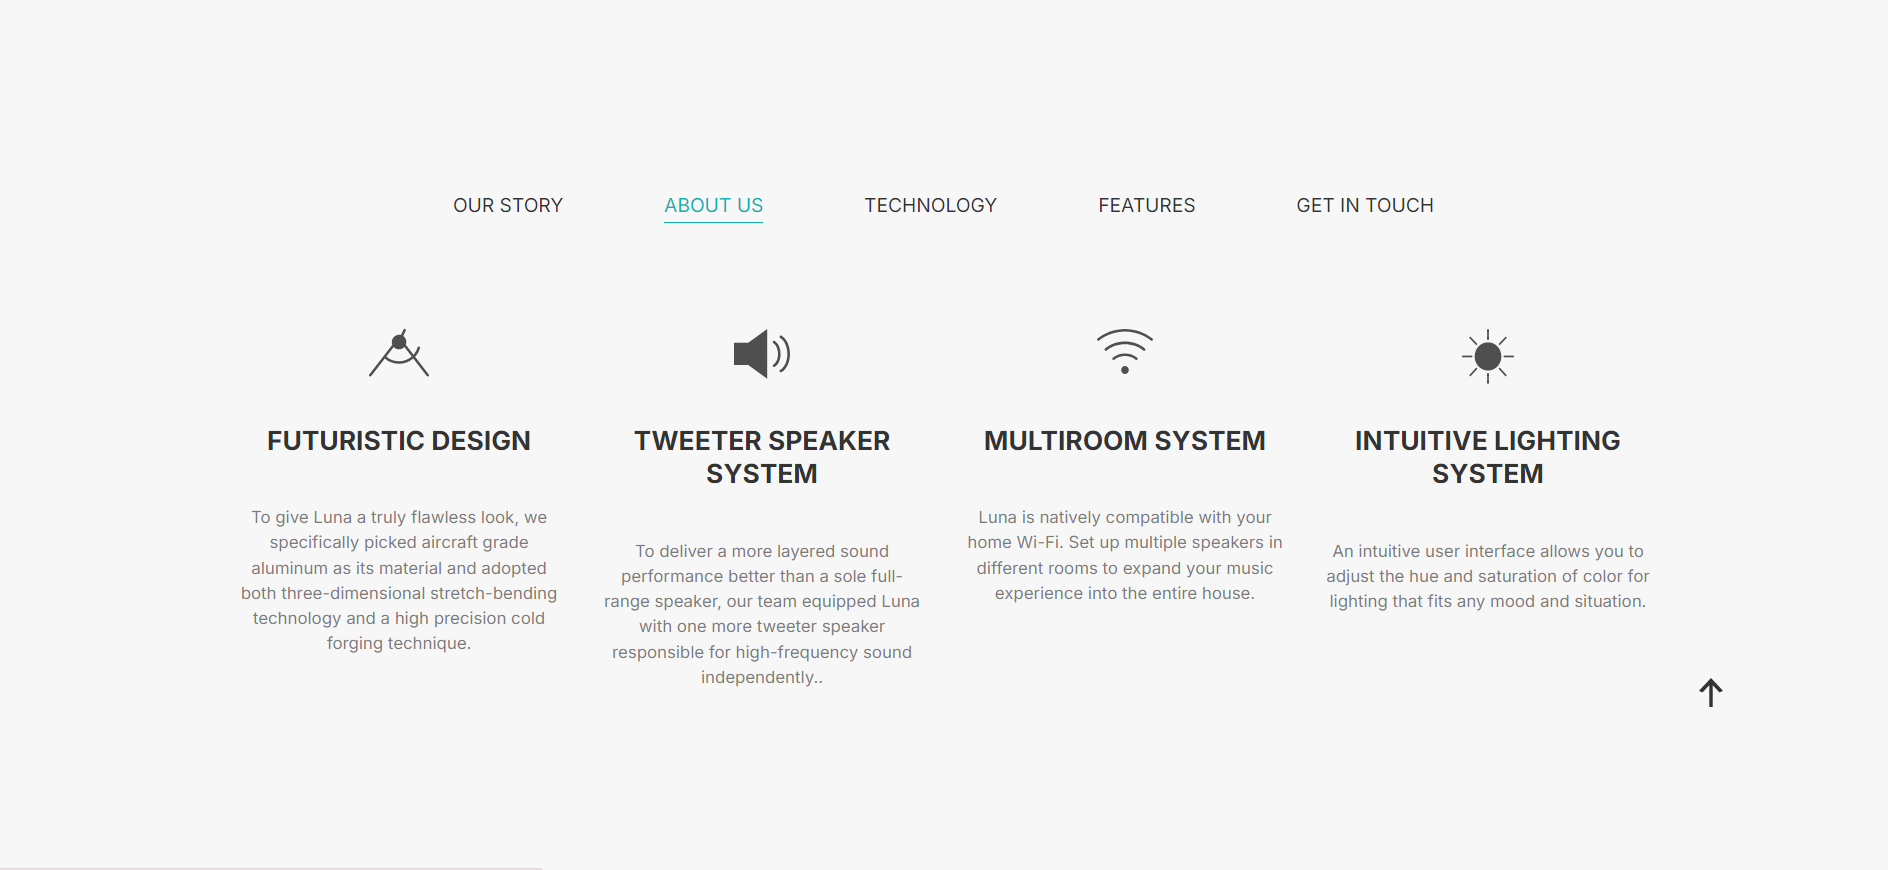 OUR STORY
ABOUT US
TECHNOLOGY
FEATURES
GET IN TOUCH
FUTURISTIC DESIGN
To give Luna a truly flawless look, we
specifically picked aircraft grade
aluminum as its material and adopted
both three-dimensional stretch-bending
technology and a high precision cold
forging technique.
TWEETER SPEAKER
SYSTEM
To deliver a more layered sound
performance better than a sole full-
range speaker, our team equipped Luna
with one more tweeter speaker
responsible for high-frequency sound
independently..
MULTIROOM SYSTEM
Luna is natively compatible with your
home Wi-Fi. Set up multiple speakers in
different rooms to expand your music
experience into the entire house.
INTUITIVE LIGHTING
SYSTEM
An intuitive user interface allows you to
adjust the hue and saturation of color for
lighting that fits any mood and situation.